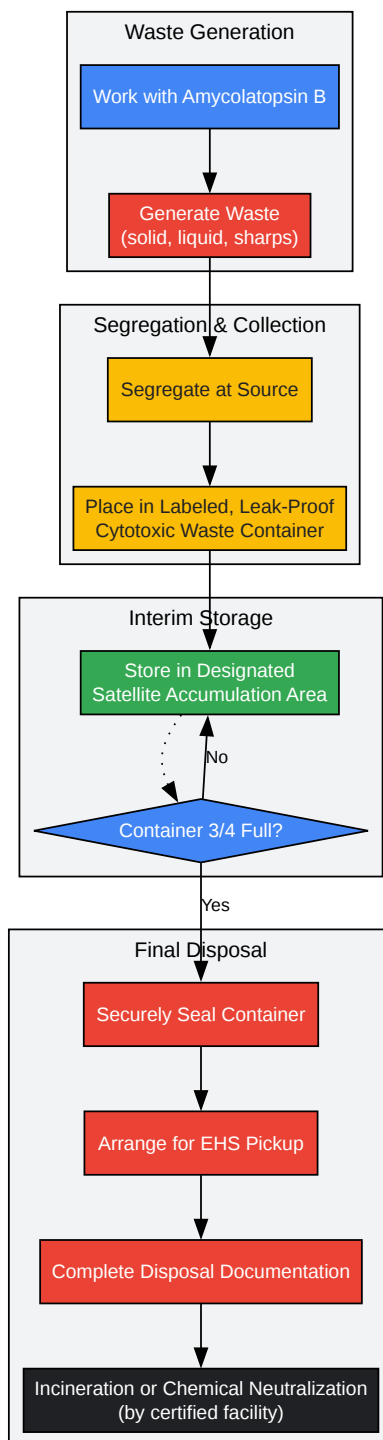 Waste Generation
Work with Amycolatopsin B
Generate Waste
(solid, liquid, sharps)
Segregation & Collection
Segregate at Source
Place in Labeled, Leak-Proof
Cytotoxic Waste Container
Interim Storage
Store in Designated
Satellite Accumulation Area
No
Container 3/4 Full?
Yes
Final Disposal
Securely Seal Container
Arrange for EHS Pickup
Complete Disposal Documentation
Incineration or Chemical Neutralization
(by certified facility)